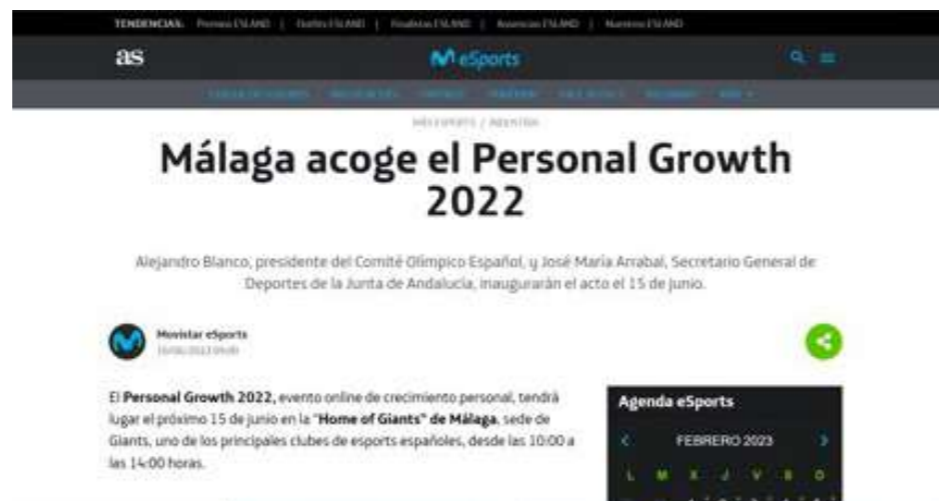 TENDENCIAS: Premios ESLAND | | | |
as
M eSports
Málaga acoge el Personal Growth
2022
Alejandro Blanco, presidente del Comité Olímpico Español, y José María Arrabal, Secretario General de
Deportes de la Junta de Andalucía, inaugurarán el acto el 15 de junio.
Movistar eSports
El Personal Growth 2022, evento online de crecimiento personal, tendrá
lugar el próximo 15 de junio en la "Home of Giants" de Málaga, sede de
Giants, uno de los principales clubes de esports españoles, desde las 10:00 a
las 14:00 horas.
Agenda eSports
FEBRERO 2023
L M X J V S D